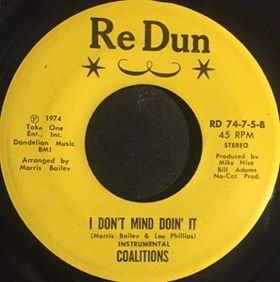 Re Dun
℗ 1974
Take One
Ent., Inc.
Dandelion Music
BMI
Arranged by
Morris Bailey
RD 74-7-5-B
45 RPM
STEREO
Produced by
Mike Nise
Bill Adams
Na-Cat Prod.
I DON'T MIND DOIN' IT
(Morris Bailey & Leo Phillias)
INSTRUMENTAL
COALITIONS